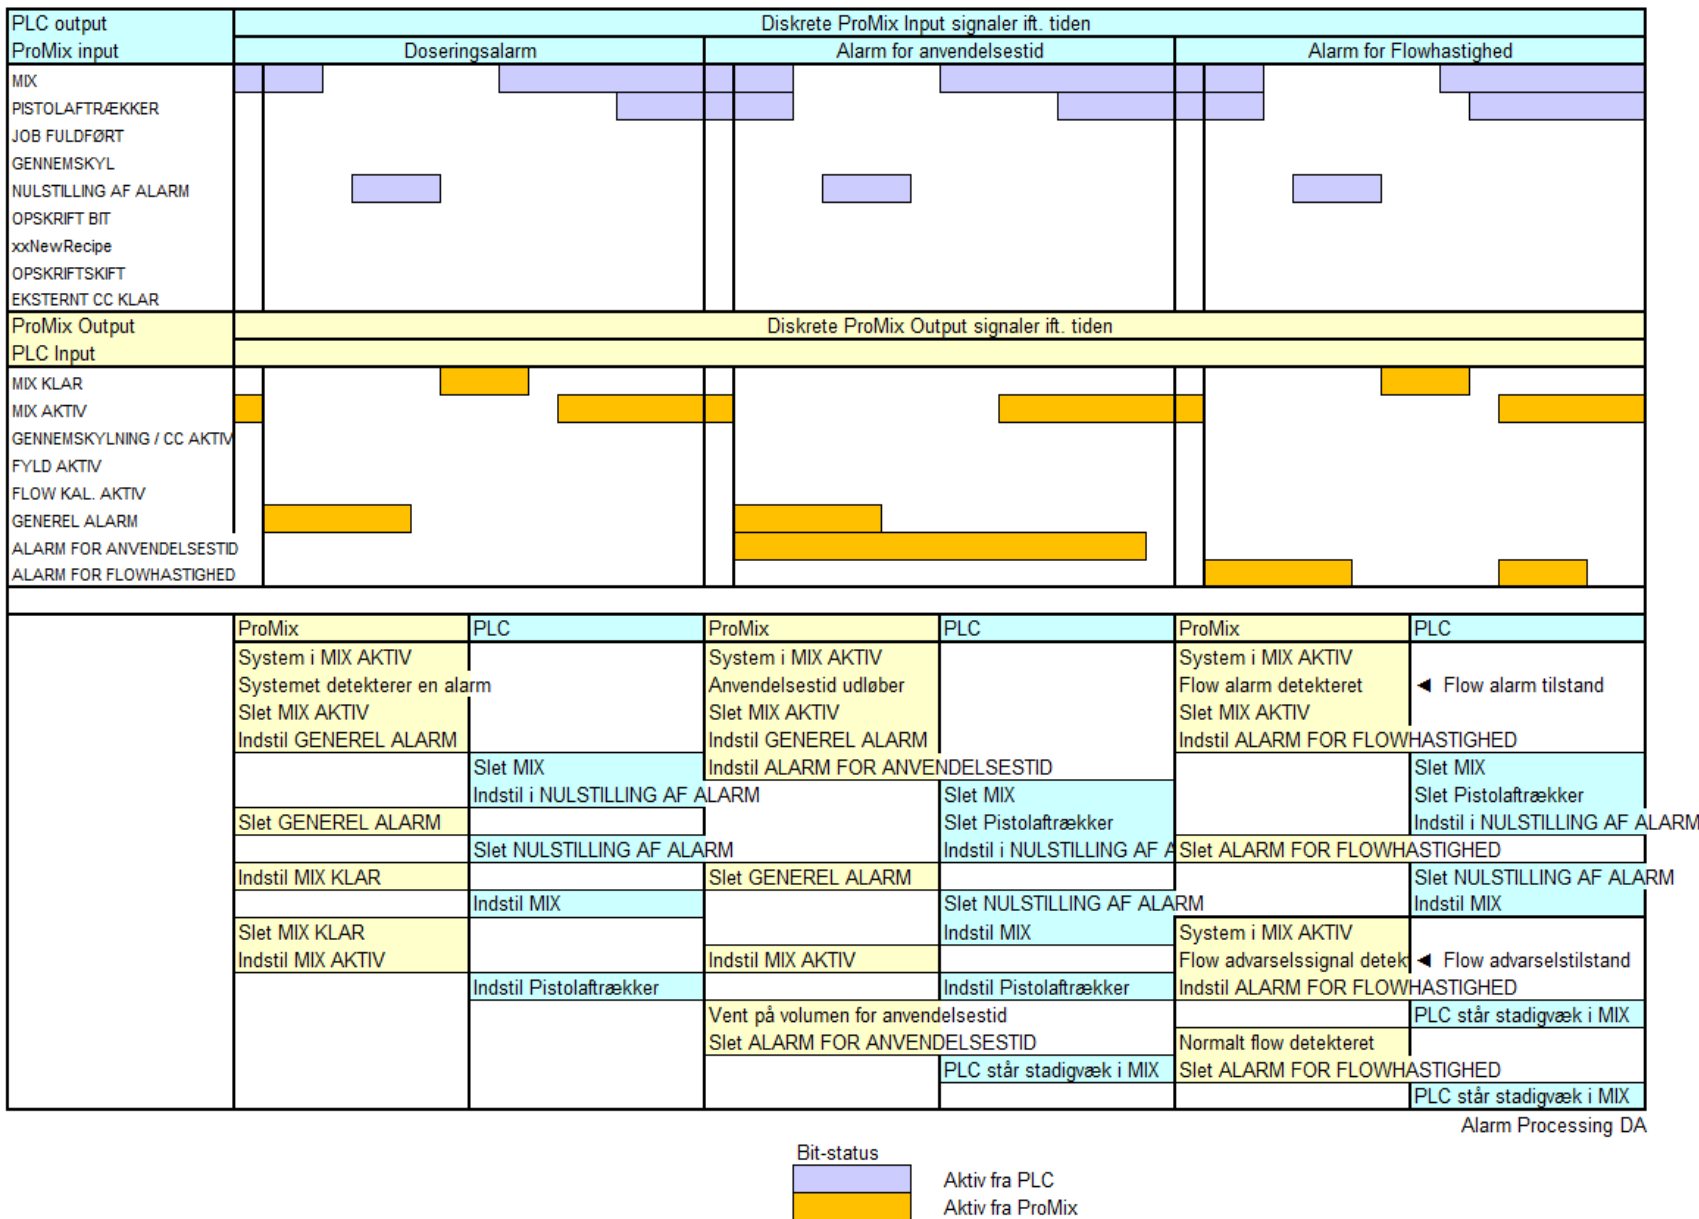 PLC output
Diskrete ProMix Input signaler ift. tiden
ProMix input
Doseringsalarm
Alarm for anvendelsestid
Alarm for Flowhastighed
MIX
PISTOLAFTRÆKKER
JOB FULDFØRT
GENNEMSKYL
NULSTILLING AF ALARM
OPSKRIFT BIT
xxNewRecipe
OPSKRIFTSKIFT
EKSTERNT CC KLAR
ProMix Output
Diskrete ProMix Output signaler ift. tiden
PLC Input
MIX KLAR
MIX AKTIV
GENNEMSKYLNING / CC AKTIV
FYLD AKTIV
FLOW KAL. AKTIV
GENEREL ALARM
ALARM FOR ANVENDELSESTID
ALARM FOR FLOWHASTIGHED
ProMix PLC ProMix PLC ProMix PLC
System i MIX AKTIV System i MIX AKTIV System i MIX AKTIV
Systemet detekterer en alarm Anvendelsestid udløber Flow alarm detekteret ◄ Flow alarm tilstand
Slet MIX AKTIV Slet MIX AKTIV Slet MIX AKTIV
Indstil GENEREL ALARM Indstil GENEREL ALARM Indstil ALARM FOR FLOWHASTIGHED
Slet MIX Indstil ALARM FOR ANVENDELSESTID Slet MIX
Indstil i NULSTILLING AF ALARM Slet MIX Slet Pistolaftrækker
Slet GENEREL ALARM Slet Pistolaftrækker Indstil i NULSTILLING AF ALARM
Slet NULSTILLING AF ALARM Indstil i NULSTILLING AF A Slet ALARM FOR FLOWHASTIGHED
Indstil MIX KLAR Slet GENEREL ALARM Slet NULSTILLING AF ALARM
Indstil MIX Slet NULSTILLING AF ALARM Indstil MIX
Slet MIX KLAR Indstil MIX System i MIX AKTIV
Indstil MIX AKTIV Indstil MIX AKTIV Flow advarselssignal detek ◄ Flow advarselstilstand
Indstil Pistolaftrækker Indstil Pistolaftrækker Indstil ALARM FOR FLOWHASTIGHED
Vent på volumen for anvendelsestid PLC står stadigvæk i MIX
Slet ALARM FOR ANVENDELSESTID Normalt flow detekteret
PLC står stadigvæk i MIX Slet ALARM FOR FLOWHASTIGHED
PLC står stadigvæk i MIX
Alarm Processing DA
Bit-status
Aktiv fra PLC
Aktiv fra ProMix